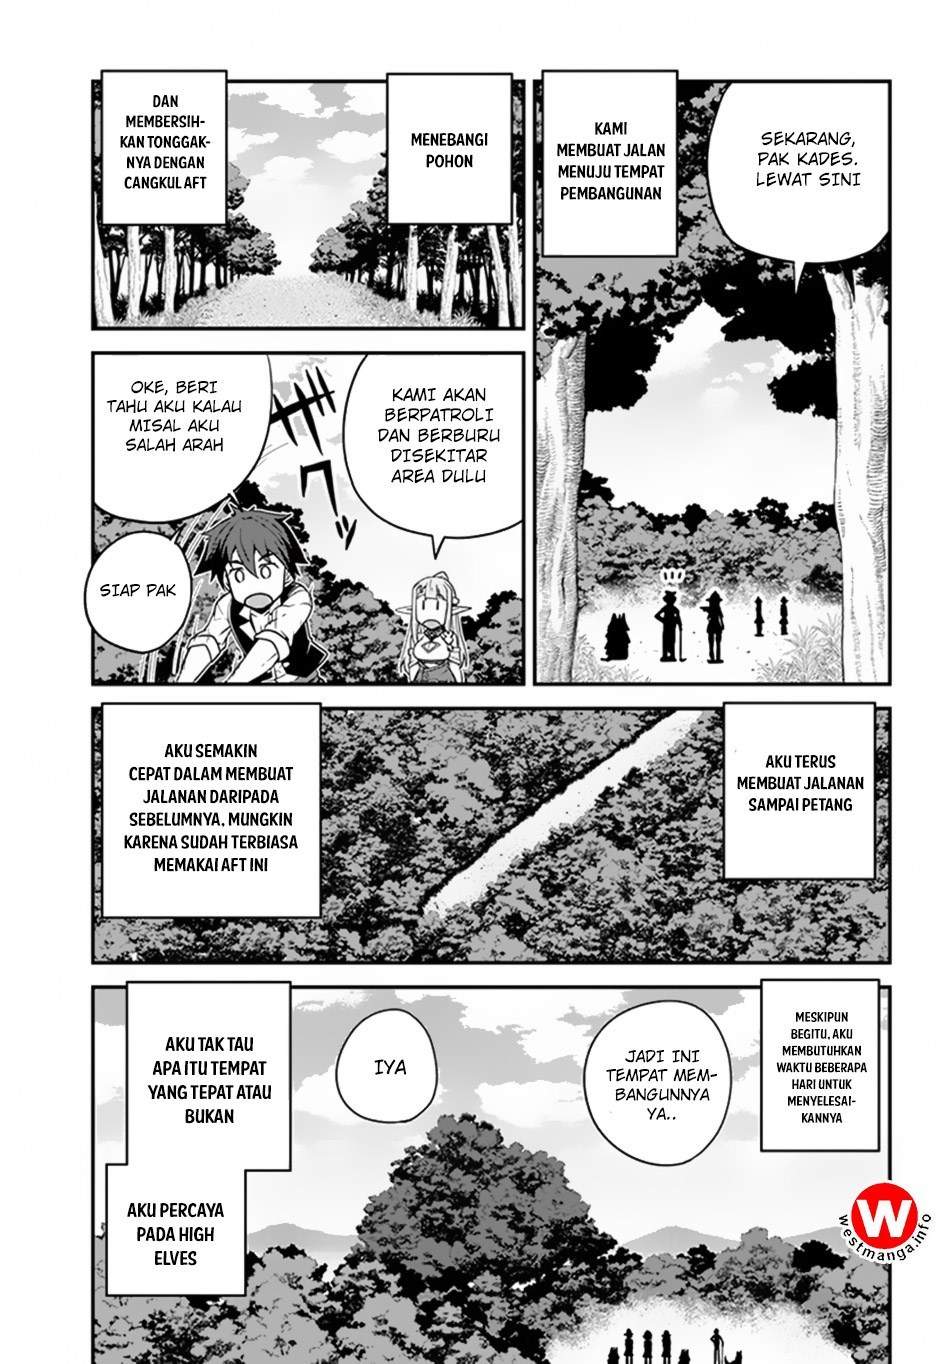 SEKARANG,
PAK KADES.
LEWAT SINI
KAMI
MEMBUAT JALAN
MENUJU TEMPAT
PEMBANGUNAN
MENEBANGI
POHON
DAN
MEMBERSIH-
KAN TONGGAK-
NYA DENGAN
CANGKUL AFT
KAMI AKAN
BERPATROLI
DAN BERBURU
DISEKITAR
AREA DULU
OKE, BERI
TAHU AKU KALAU
MISAL AKU
SALAH ARAH
SIAP PAK
AKU TERUS
MEMBUAT JALANAN
SAMPAI PETANG
AKU SEMAKIN
CEPAT DALAM MEMBUAT
JALANAN DARIPADA
SEBELUMNYA, MUNGKIN
KARENA SUDAH TERBIASA
MEMAKAI AFT INI
MESKIPUN
BEGITU, AKU
MEMBUTUHKAN
WAKTU BEBERAPA
HARI UNTUK
MENYELESAI-
KANNYA
JADI INI
TEMPAT MEM-
BANGUNNYA
YA..
IYA
AKU TAK TAU
APA ITU TEMPAT
YANG TEPAT ATAU
BUKAN
AKU PERCAYA
PADA HIGH
ELVES
W
westmanga.info